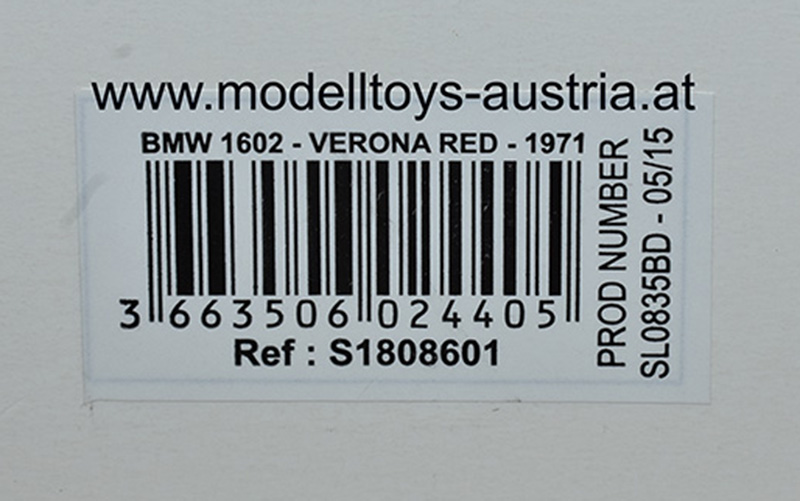 www.modelltoys-austria.at
BMW 1602 - VERONA RED - 1971
3 663506 024405
Ref : S1808601
PROD NUMBER
SL0835BD - 05/15